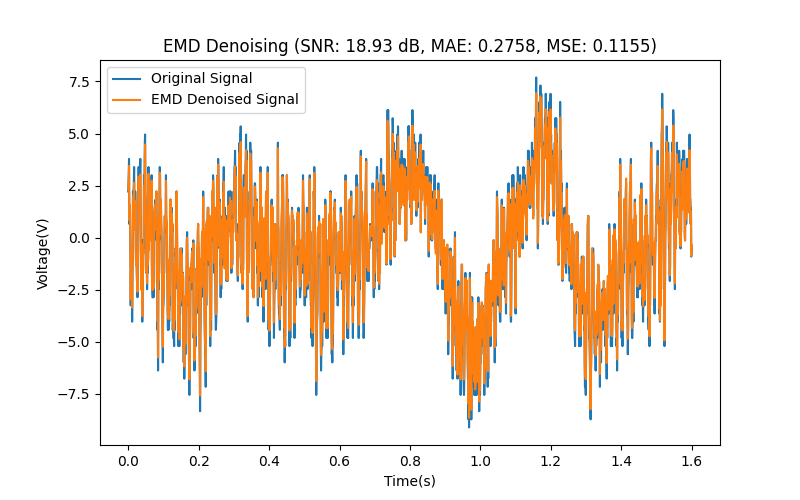 EMD Denoising (SNR: 18.93 dB, MAE: 0.2758, MSE: 0.1155)
Original Signal
EMD Denoised Signal
7.5
5.0
2.5
0.0
−2.5
−5.0
−7.5
Voltage(V)
0.0 0.2 0.4 0.6 0.8 1.0 1.2 1.4 1.6
Time(s)